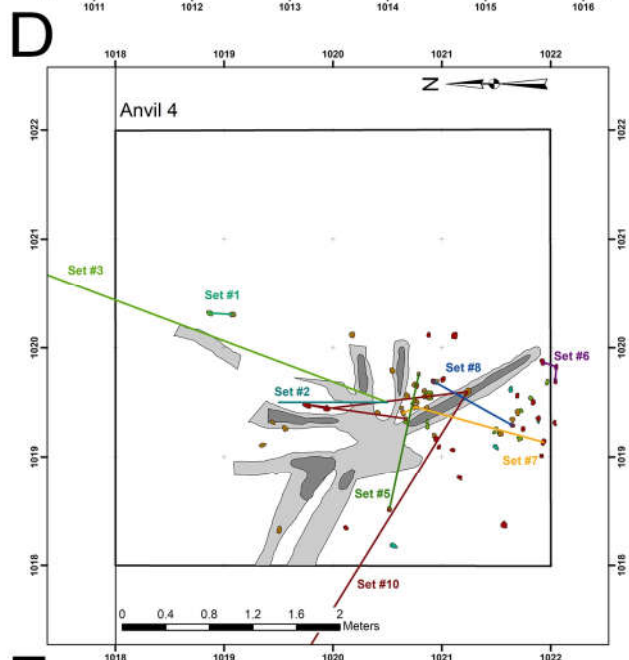 1011 1012 1013 1014 1015 1016
D
1018 1019 1020 1021 1022
N
Anvil 4
1022 1022
1021 1021
Set #3
Set #1
1020 1020
Set #8 Set #6
Set #2
1019 1019
Set #7
Set #5
1018 1018
Set #10
0 0.4 0.8 1.2 1.6 2
Meters
1018 1019 1020 1021 1022